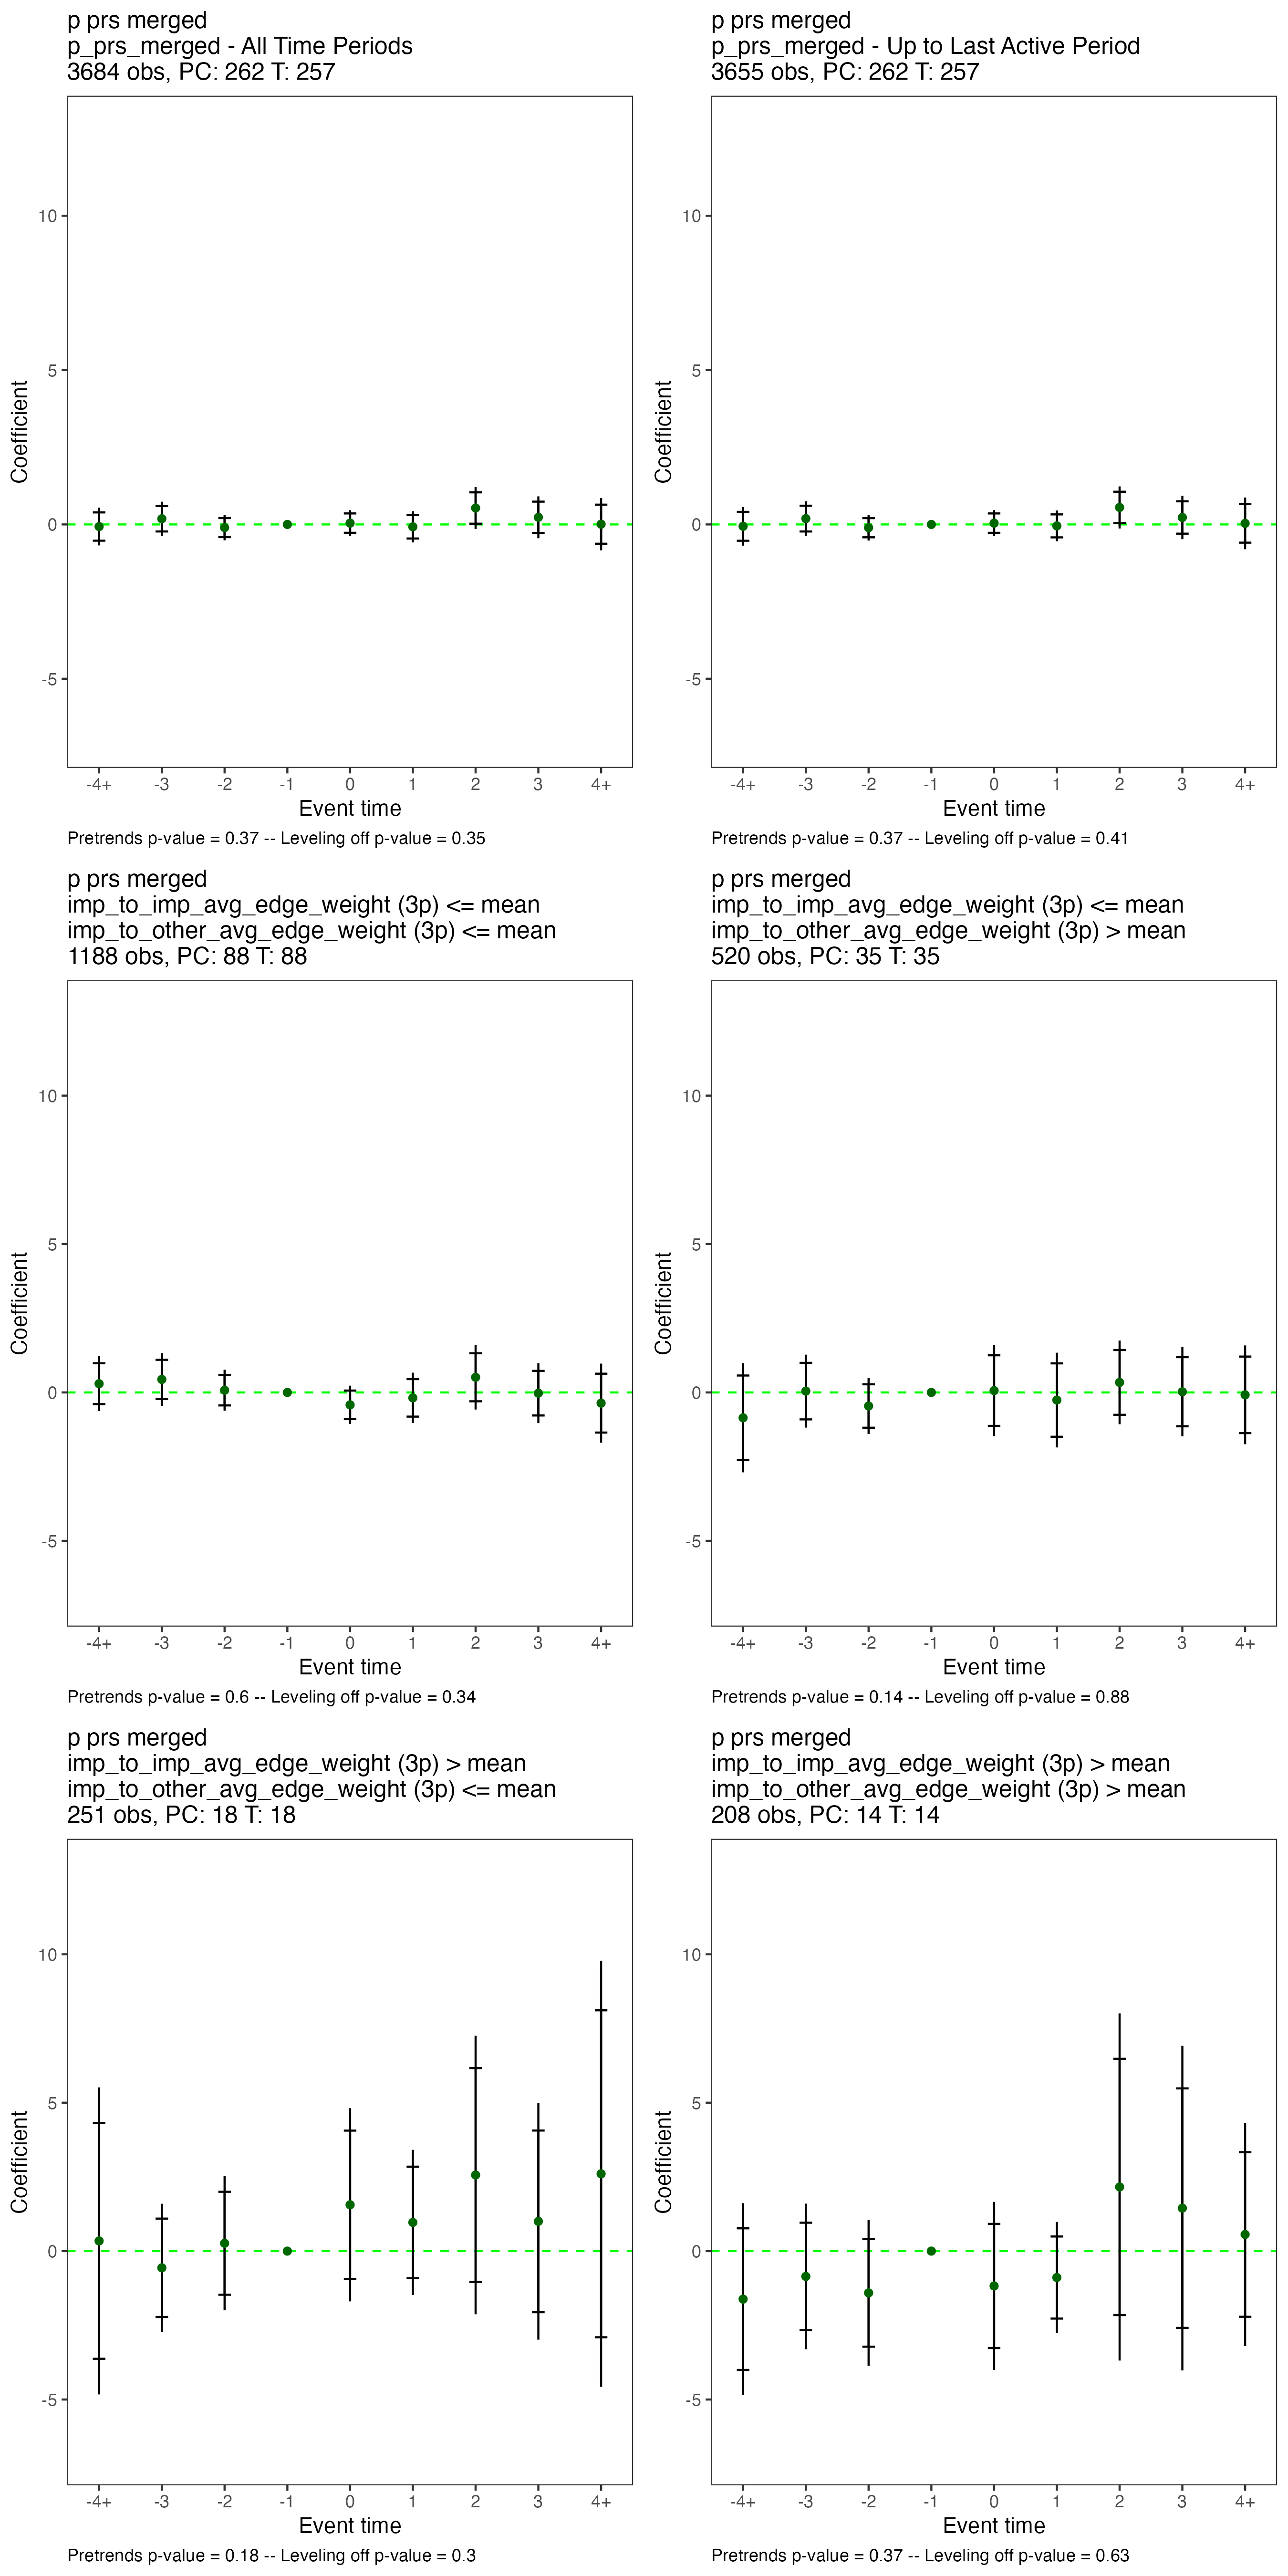 p prs merged
p_prs_merged - All Time Periods
3684 obs, PC: 262 T: 257
10
5
0
-5
Coefficient
-4+ -3 -2 -1 0 1 2 3 4+
Event time
Pretrends p-value = 0.37 -- Leveling off p-value = 0.35
p prs merged
p_prs_merged - Up to Last Active Period
3655 obs, PC: 262 T: 257
10
5
0
-5
Coefficient
-4+ -3 -2 -1 0 1 2 3 4+
Event time
Pretrends p-value = 0.37 -- Leveling off p-value = 0.41
p prs merged
imp_to_imp_avg_edge_weight (3p) <= mean
imp_to_other_avg_edge_weight (3p) <= mean
1188 obs, PC: 88 T: 88
10
5
0
-5
Coefficient
-4+ -3 -2 -1 0 1 2 3 4+
Event time
Pretrends p-value = 0.6 -- Leveling off p-value = 0.34
p prs merged
imp_to_imp_avg_edge_weight (3p) <= mean
imp_to_other_avg_edge_weight (3p) > mean
520 obs, PC: 35 T: 35
10
5
0
-5
Coefficient
-4+ -3 -2 -1 0 1 2 3 4+
Event time
Pretrends p-value = 0.14 -- Leveling off p-value = 0.88
p prs merged
imp_to_imp_avg_edge_weight (3p) > mean
imp_to_other_avg_edge_weight (3p) <= mean
251 obs, PC: 18 T: 18
10
5
0
-5
Coefficient
-4+ -3 -2 -1 0 1 2 3 4+
Event time
Pretrends p-value = 0.18 -- Leveling off p-value = 0.3
p prs merged
imp_to_imp_avg_edge_weight (3p) > mean
imp_to_other_avg_edge_weight (3p) > mean
208 obs, PC: 14 T: 14
10
5
0
-5
Coefficient
-4+ -3 -2 -1 0 1 2 3 4+
Event time
Pretrends p-value = 0.37 -- Leveling off p-value = 0.63